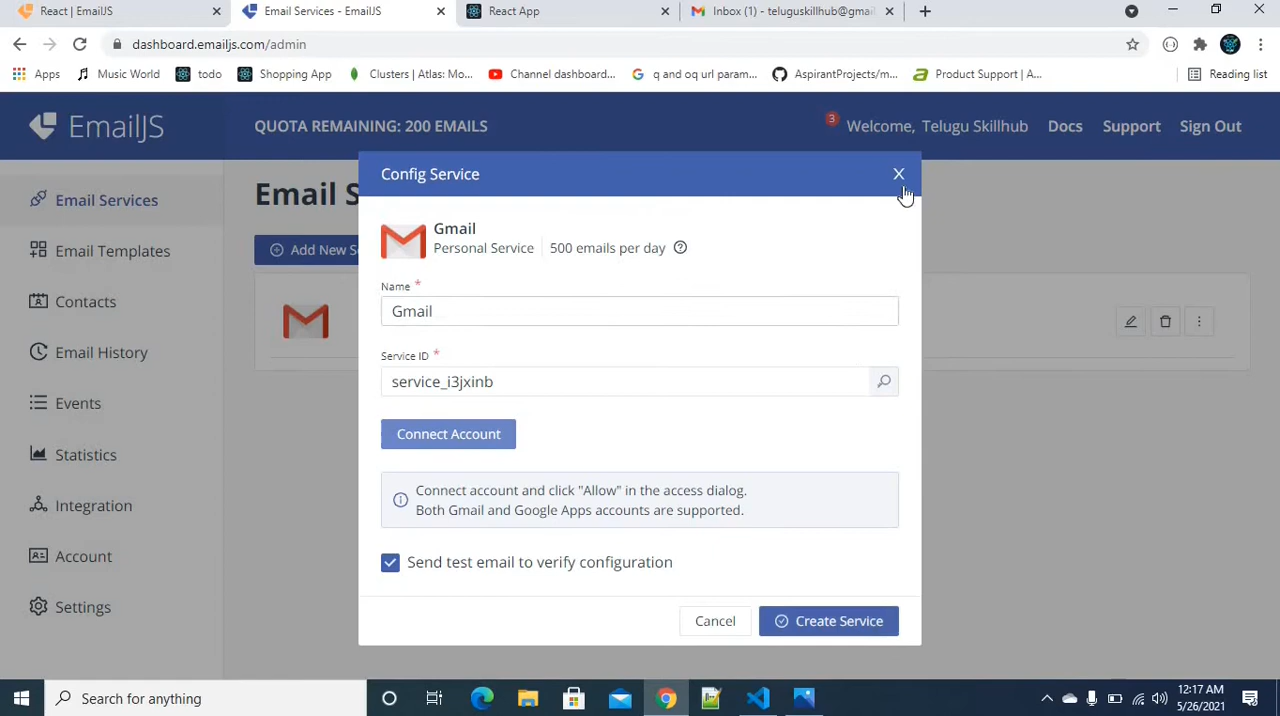 React | EmailJS
Email Services - EmailJS
React App
Inbox (1) - teluguskillhub@gmai
dashboard.emailjs.com/admin
Apps
Music World
todo
Shopping App
Clusters | Atlas: Mo...
Channel dashboard...
q and oq url param...
AspirantProjects/m...
Product Support | A...
Reading list
EmailJS
QUOTA REMAINING: 200 EMAILS
3
Welcome, Telugu Skillhub
Docs
Support
Sign Out
Config Service
X
Email Services
Email Templates
Contacts
Email History
Events
Statistics
Integration
Account
Settings
Email S
Add New Se
Gmail
Personal Service
500 emails per day
Name *
Gmail
Service ID *
service_i3jxinb
Connect Account
Connect account and click "Allow" in the access dialog.
Both Gmail and Google Apps accounts are supported.
Send test email to verify configuration
Cancel
Create Service
Search for anything
12:17 AM
5/26/2021